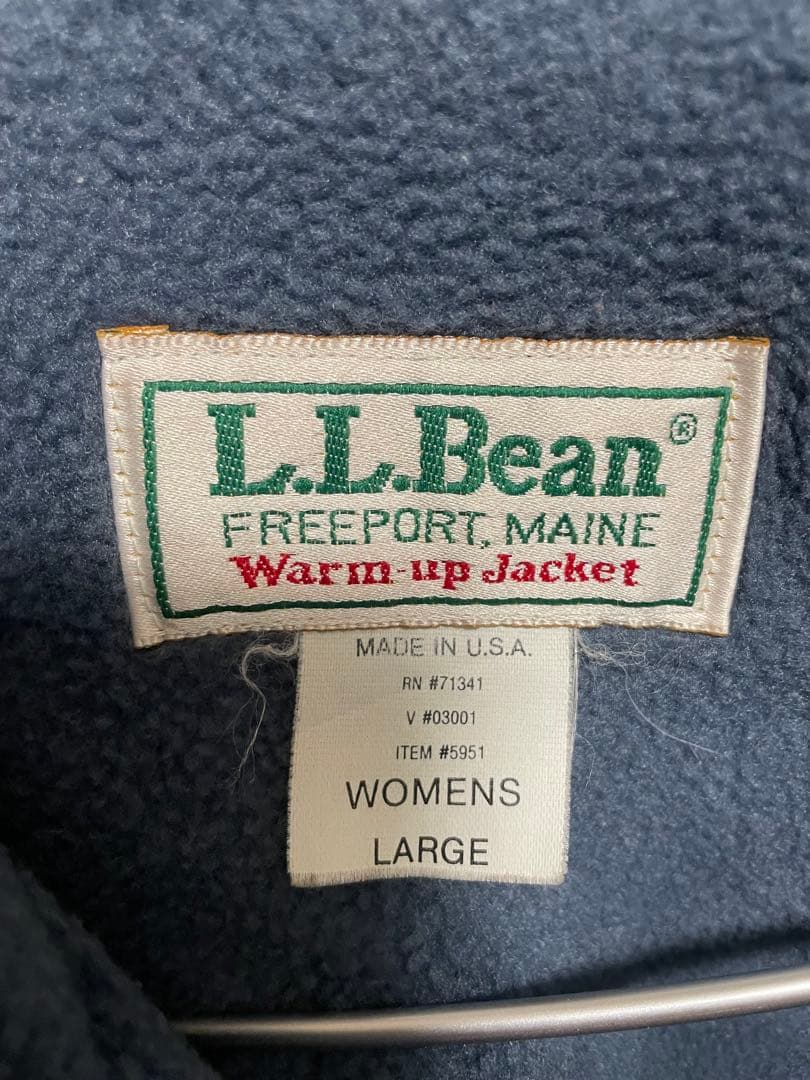 L.L.Bean®
FREEPORT, MAINE
Warm-up Jacket
MADE IN U.S.A.
RN #71341
V #03001
ITEM #5951
WOMENS
LARGE